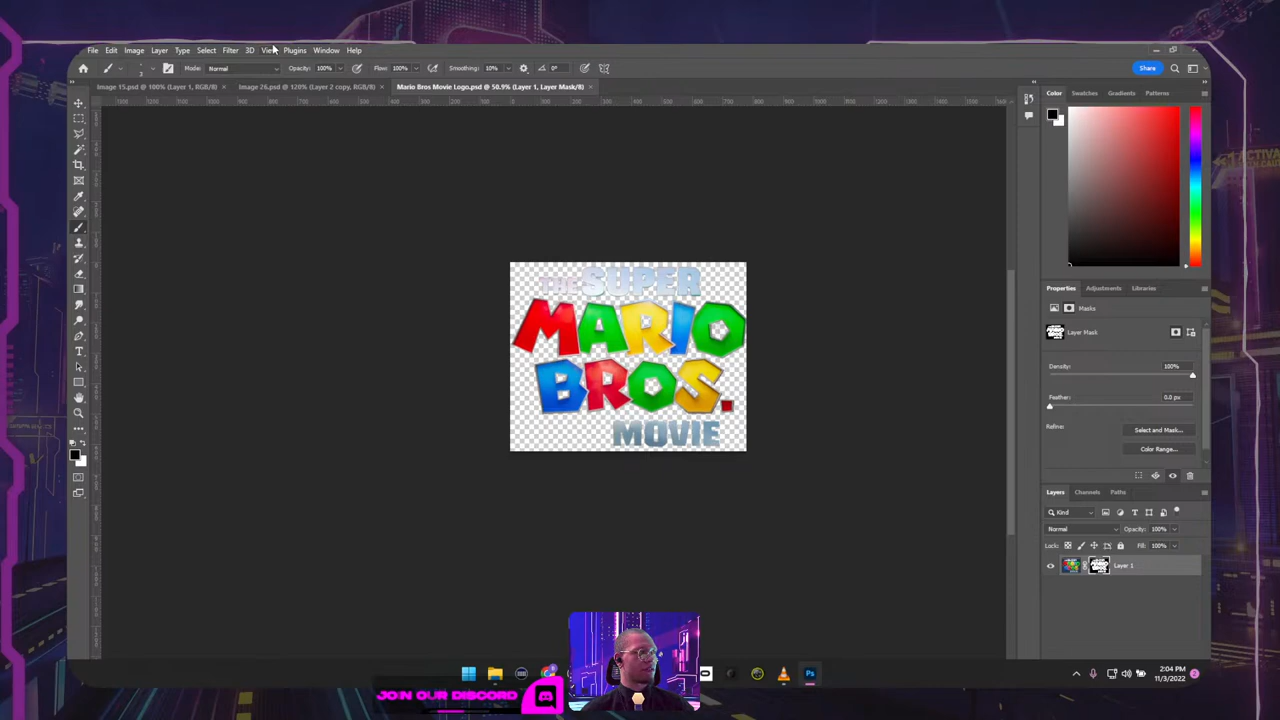 File Edit Image Layer Type Select Filter 3D View Plugins Window Help
Mode: Normal Opacity: 100% Flow: 100% Smoothing: 10% 0° Share
Image 15.psd @ 100% (Layer 1, RGB/8) × Image 26.psd @ 120% (Layer 2 copy, RGB/8) × Mario Bros Movie Logo.psd @ 50.9% (Layer 1, Layer Mask/8) ×
Color Swatches Gradients Patterns
THE SUPER
MARIO
BROS.
MOVIE
Properties Adjustments Libraries
Masks
Layer Mask
Density: 100%
Feather: 0.0 px
Refine: Select and Mask...
Color Range...
Layers Channels Paths
Kind
Normal Opacity: 100%
Lock: Fill: 100%
Layer 1
Ps
2:04 PM
11/3/2022
JOIN OUR DISCORD